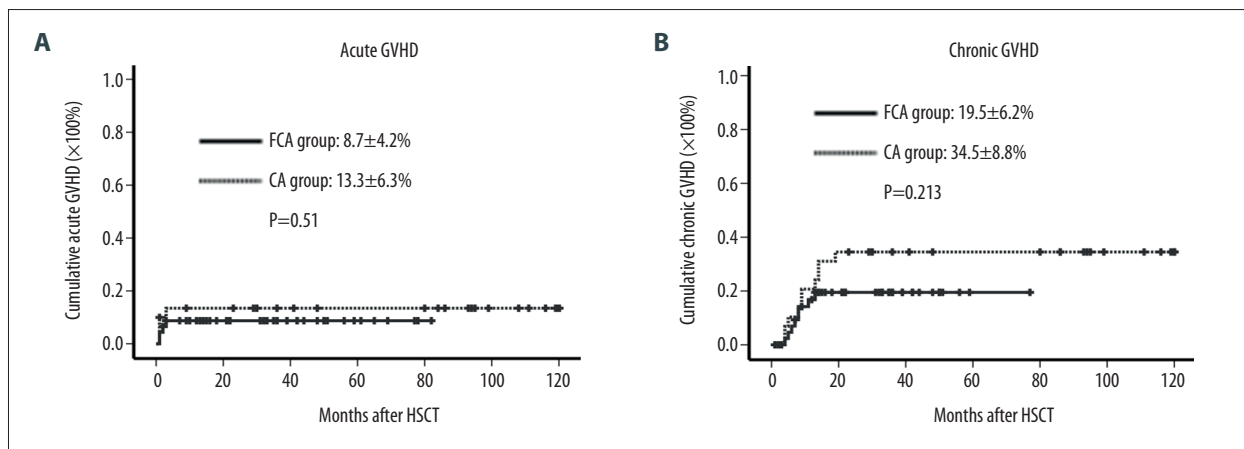 A
Acute GVHD
Cumulative acute GVHD (×100%)
1.0
0.8
0.6
0.4
0.2
0.0
FCA group: 8.7±4.2%
CA group: 13.3±6.3%
P=0.51
0 20 40 60 80 100 120
Months after HSCT
B
Chronic GVHD
Cumulative chronic GVHD (×100%)
1.0
0.8
0.6
0.4
0.2
0.0
FCA group: 19.5±6.2%
CA group: 34.5±8.8%
P=0.213
0 20 40 60 80 100 120
Months after HSCT